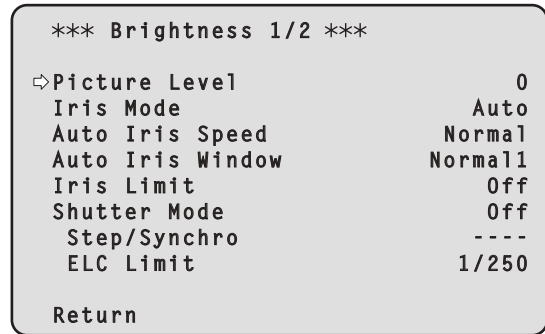 *** Brightness 1/2 ***
⇨Picture Level 0
Iris Mode Auto
Auto Iris Speed Normal
Auto Iris Window Normal1
Iris Limit Off
Shutter Mode Off
Step/Synchro ----
ELC Limit 1/250
Return